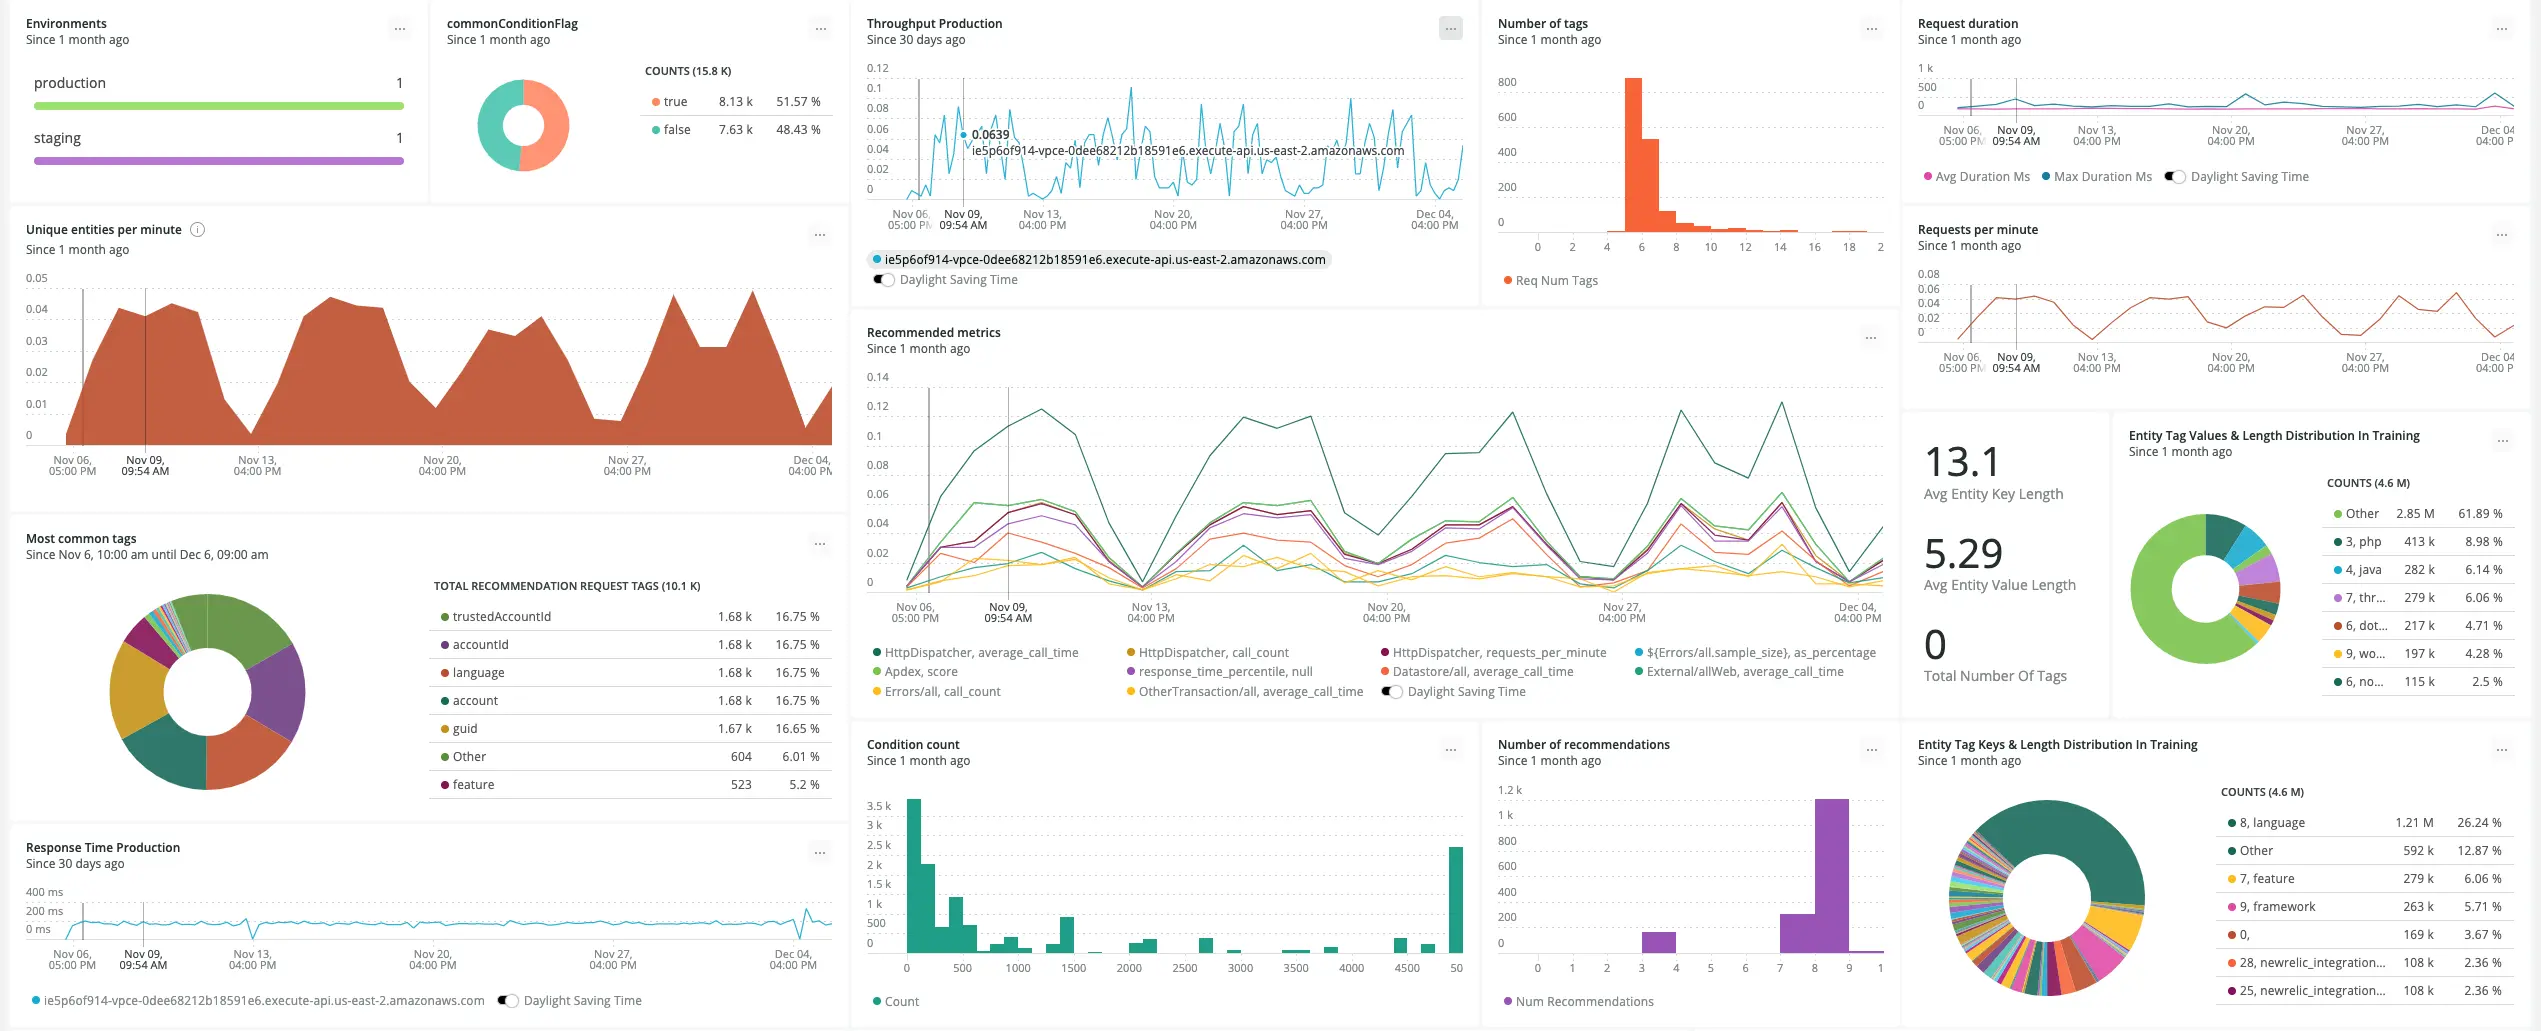 Environments
Since 1 month ago
...
production 1
staging 1
commonConditionFlag
Since 1 month ago
...
COUNTS (15.8 K)
true 8.13 k 51.57 %
false 7.63 k 48.43 %
Throughput Production
Since 30 days ago
...
0.12
0.1
0.08
0.06
0.04
0.02
0
0.0639
ie5p6of914-vpce-0dee68212b18591e6.execute-api.us-east-2.amazonaws.com
Nov 06, Nov 09, Nov 13, Nov 20, Nov 27, Dec 04,
05:00 PM 09:54 AM 04:00 PM 04:00 PM 04:00 PM 04:00 PM
ie5p6of914-vpce-0dee68212b18591e6.execute-api.us-east-2.amazonaws.com
Daylight Saving Time
Number of tags
Since 1 month ago
...
800
600
400
200
0
0 2 4 6 8 10 12 14 16 18 2
Req Num Tags
Request duration
Since 1 month ago
...
1 k
500
0
Nov 06, Nov 09, Nov 13, Nov 20, Nov 27, Dec 04
05:00 PM 09:54 AM 04:00 PM 04:00 PM 04:00 PM 04:00 P
Avg Duration Ms Max Duration Ms Daylight Saving Time
Unique entities per minute i
Since 1 month ago
...
0.05
0.04
0.03
0.02
0.01
0
Nov 06, Nov 09, Nov 13, Nov 20, Nov 27, Dec 04,
05:00 PM 09:54 AM 04:00 PM 04:00 PM 04:00 PM 04:00 PM
Requests per minute
Since 1 month ago
...
0.08
0.06
0.04
0.02
0
Nov 06, Nov 09, Nov 13, Nov 20, Nov 27, Dec 04
05:00 PM 09:54 AM 04:00 PM 04:00 PM 04:00 PM 04:00 P
Recommended metrics
Since 1 month ago
...
0.14
0.12
0.1
0.08
0.06
0.04
0.02
0
Nov 06, Nov 09, Nov 13, Nov 20, Nov 27, Dec 04,
05:00 PM 09:54 AM 04:00 PM 04:00 PM 04:00 PM 04:00 PM
HttpDispatcher, average_call_time HttpDispatcher, call_count HttpDispatcher, requests_per_minute ${Errors/all.sample_size}, as_percentage
Apdex, score response_time_percentile, null Datastore/all, average_call_time External/allWeb, average_call_time
Errors/all, call_count OtherTransaction/all, average_call_time Daylight Saving Time
13.1
Avg Entity Key Length
5.29
Avg Entity Value Length
0
Total Number Of Tags
Entity Tag Values & Length Distribution In Training
Since 1 month ago
...
COUNTS (4.6 M)
Other 2.85 M 61.89 %
3, php 413 k 8.98 %
4, java 282 k 6.14 %
7, thr... 279 k 6.06 %
6, dot... 217 k 4.71 %
9, wo... 197 k 4.28 %
6, no... 115 k 2.5 %
Most common tags
Since Nov 6, 10:00 am until Dec 6, 09:00 am
...
TOTAL RECOMMENDATION REQUEST TAGS (10.1 K)
trustedAccountId 1.68 k 16.75 %
accountId 1.68 k 16.75 %
language 1.68 k 16.75 %
account 1.68 k 16.75 %
guid 1.67 k 16.65 %
Other 604 6.01 %
feature 523 5.2 %
Condition count
Since 1 month ago
...
3.5 k
3 k
2.5 k
2 k
1.5 k
1 k
500
0
0 500 1000 1500 2000 2500 3000 3500 4000 4500 50
Count
Number of recommendations
Since 1 month ago
...
1.2 k
1 k
800
600
400
200
0
0 1 2 3 4 5 6 7 8 9 1
Num Recommendations
Entity Tag Keys & Length Distribution In Training
Since 1 month ago
...
COUNTS (4.6 M)
8, language 1.21 M 26.24 %
Other 592 k 12.87 %
7, feature 279 k 6.06 %
9, framework 263 k 5.71 %
0, 169 k 3.67 %
28, newrelic_integration... 108 k 2.36 %
25, newrelic_integration... 108 k 2.36 %
Response Time Production
Since 30 days ago
...
400 ms
200 ms
0 ms
Nov 06, Nov 09, Nov 13, Nov 20, Nov 27, Dec 04,
05:00 PM 09:54 AM 04:00 PM 04:00 PM 04:00 PM 04:00 PM
ie5p6of914-vpce-0dee68212b18591e6.execute-api.us-east-2.amazonaws.com Daylight Saving Time